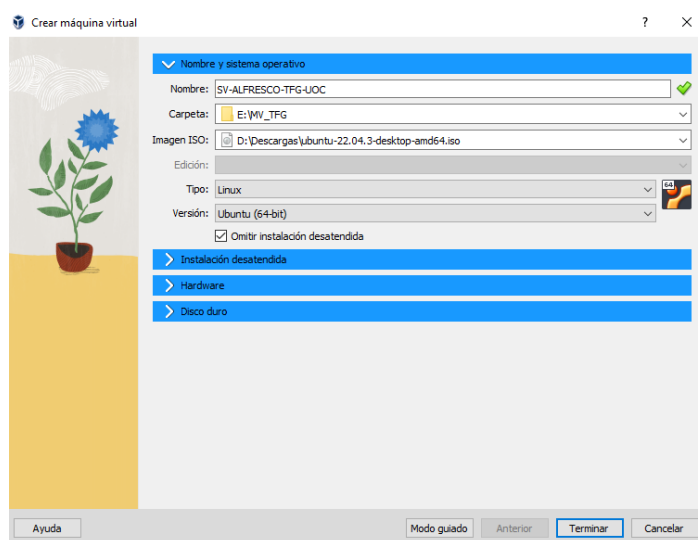 Crear máquina virtual
Nombre y sistema operativo
Nombre: SV-ALFRESCO-TFG-UOC
Carpeta: E:\MV_TFG
Imagen ISO: D:\Descargas\ubuntu-22.04.3-desktop-amd64.iso
Edición:
Tipo: Linux
64
Versión: Ubuntu (64-bit)
Omitir instalación desatendida
Instalación desatendida
Hardware
Disco duro
Ayuda Modo guiado Anterior Terminar Cancelar